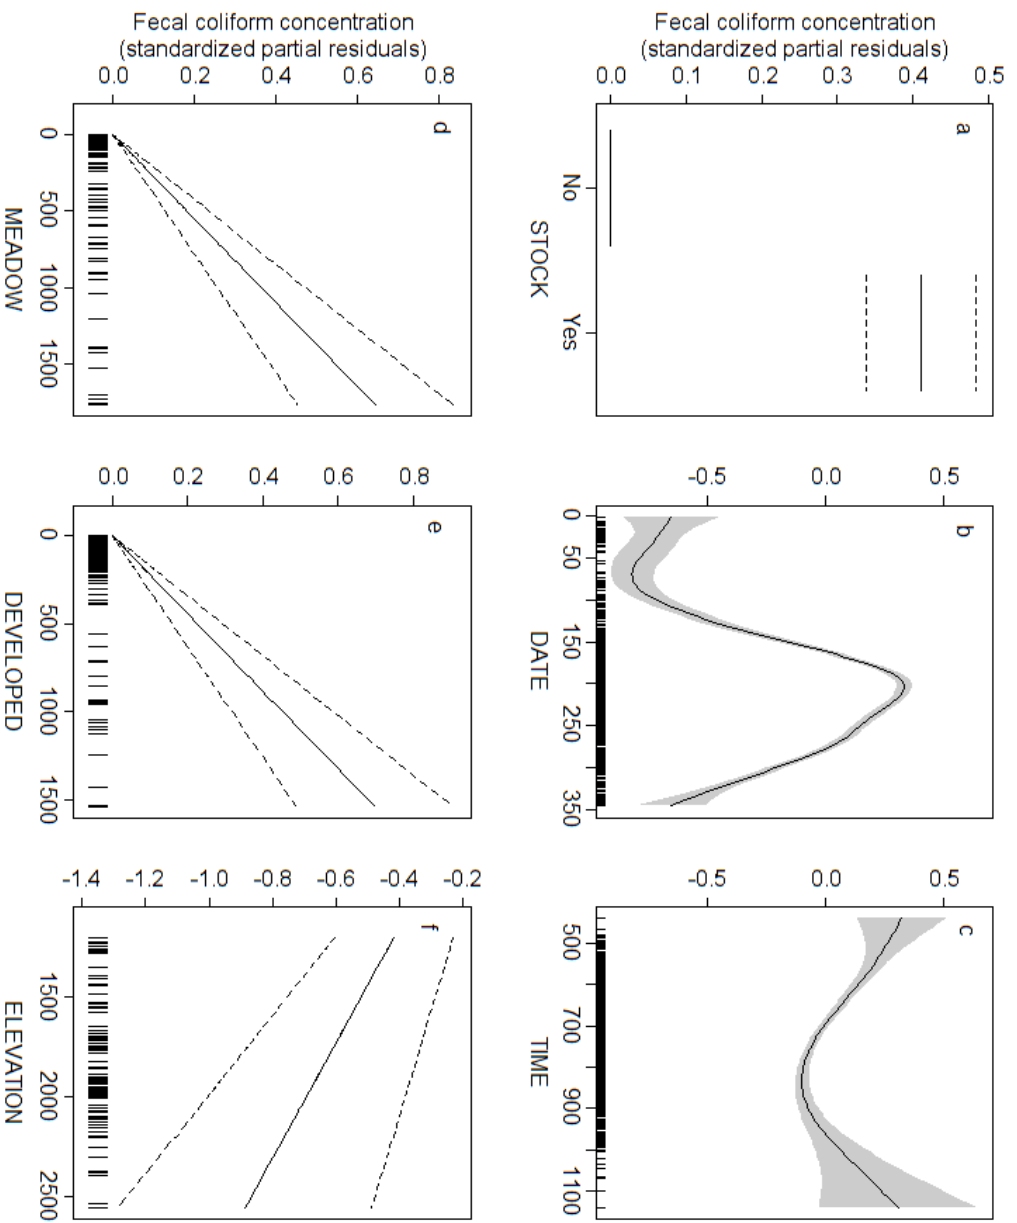 Fecal coliform concentration
(standardized partial residuals)
0.0 0.1 0.2 0.3 0.4 0.5
a
No Yes
STOCK
-0.5 0.0 0.5
b
0 50 150 250 350
DATE
-0.5 0.0 0.5
c
500 700 900 1100
TIME
Fecal coliform concentration
(standardized partial residuals)
0.0 0.2 0.4 0.6 0.8
d
0 500 1000 1500
MEADOW
0.0 0.2 0.4 0.6 0.8
e
0 500 1000 1500
DEVELOPED
-1.4 -1.2 -1.0 -0.8 -0.6 -0.4 -0.2
f
1500 2000 2500
ELEVATION